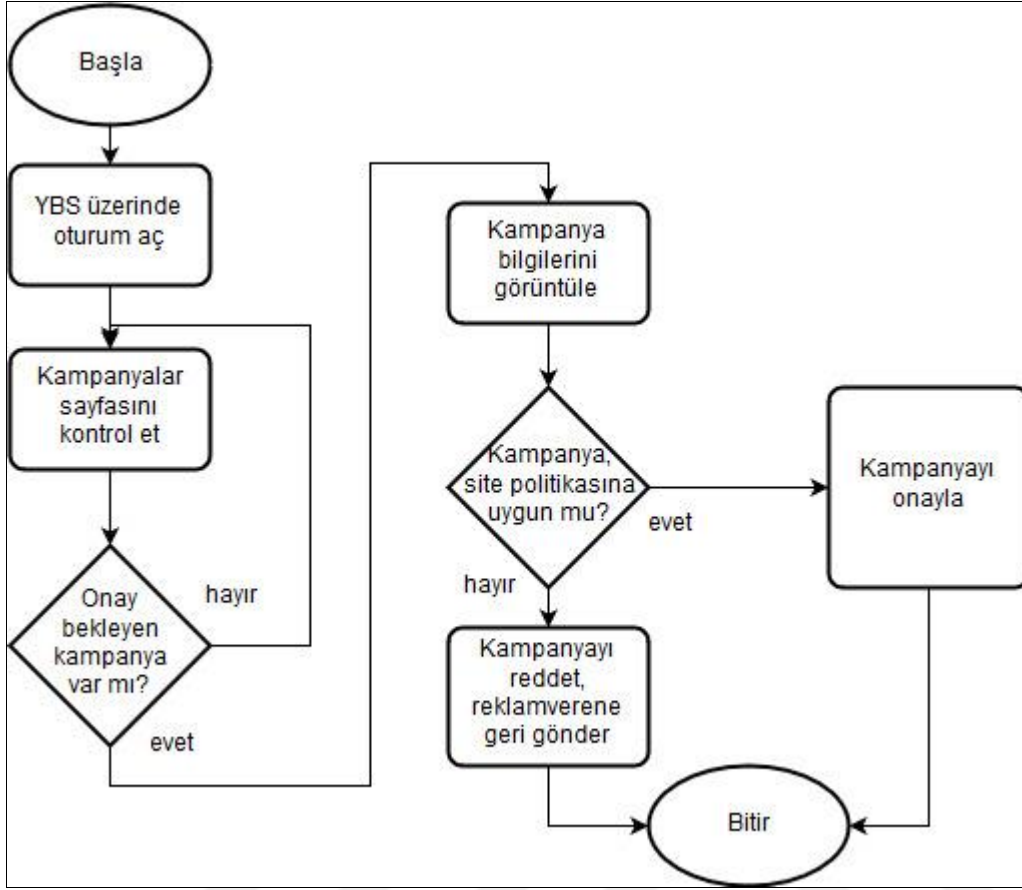 Başla
YBS üzerinde
oturum aç
Kampanyalar
sayfasını
kontrol et
Onay
bekleyen
kampanya
var mı?
hayır
evet
Kampanya
bilgilerini
görüntüle
Kampanya,
site politikasına
uygun mu?
evet
hayır
Kampanyayı
onayla
Kampanyayı
reddet,
reklamverene
geri gönder
Bitir